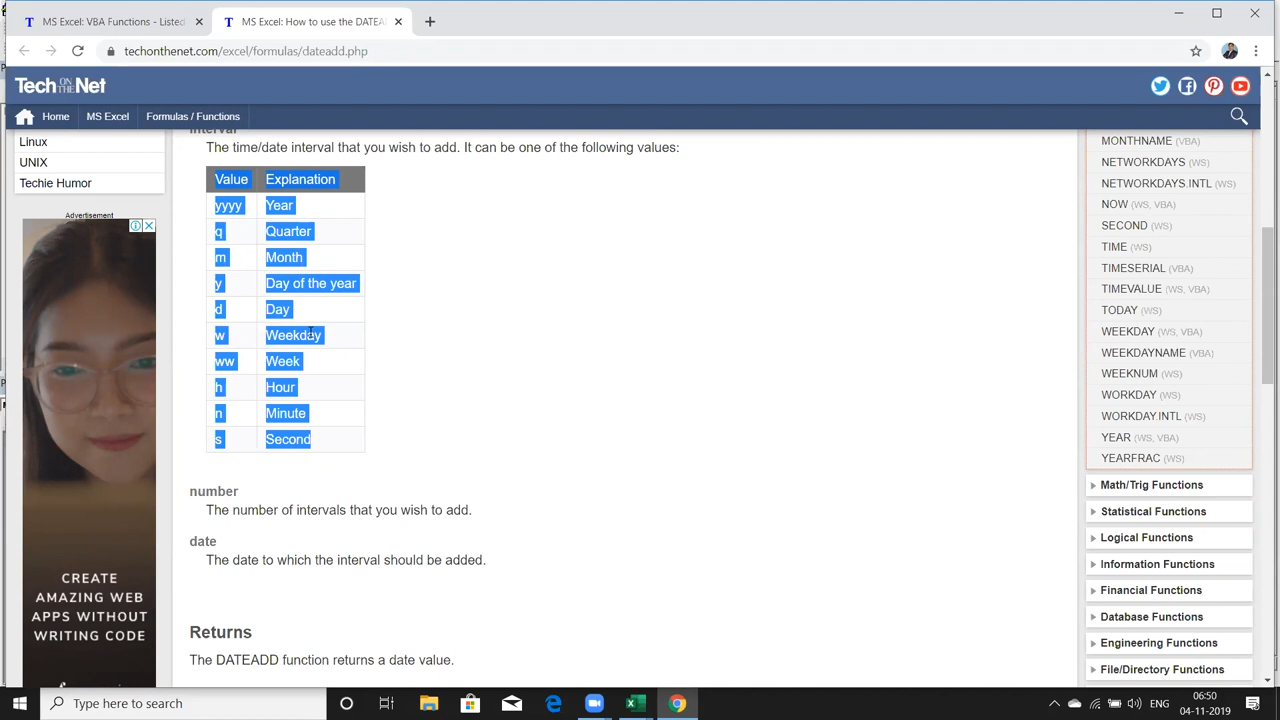 MS Excel: VBA Functions - Listed
MS Excel: How to use the DATEA
techonthenet.com/excel/formulas/dateadd.php
Tech ON THE Net
Home
MS Excel
Formulas / Functions
Linux
UNIX
Techie Humor
Advertisement
CREATE
AMAZING WEB
APPS WITHOUT
WRITING CODE
interval
The time/date interval that you wish to add. It can be one of the following values:
Value Explanation
yyyy Year
q Quarter
m Month
y Day of the year
d Day
w Weekday
ww Week
h Hour
n Minute
s Second
number
The number of intervals that you wish to add.
date
The date to which the interval should be added.
Returns
The DATEADD function returns a date value.
MONTHNAME (VBA)
NETWORKDAYS (WS)
NETWORKDAYS.INTL (WS)
NOW (WS, VBA)
SECOND (WS)
TIME (WS)
TIMESERIAL (VBA)
TIMEVALUE (WS, VBA)
TODAY (WS)
WEEKDAY (WS, VBA)
WEEKDAYNAME (VBA)
WEEKNUM (WS)
WORKDAY (WS)
WORKDAY.INTL (WS)
YEAR (WS, VBA)
YEARFRAC (WS)
Math/Trig Functions
Statistical Functions
Logical Functions
Information Functions
Financial Functions
Database Functions
Engineering Functions
File/Directory Functions
Type here to search
ENG
06:50
04-11-2019